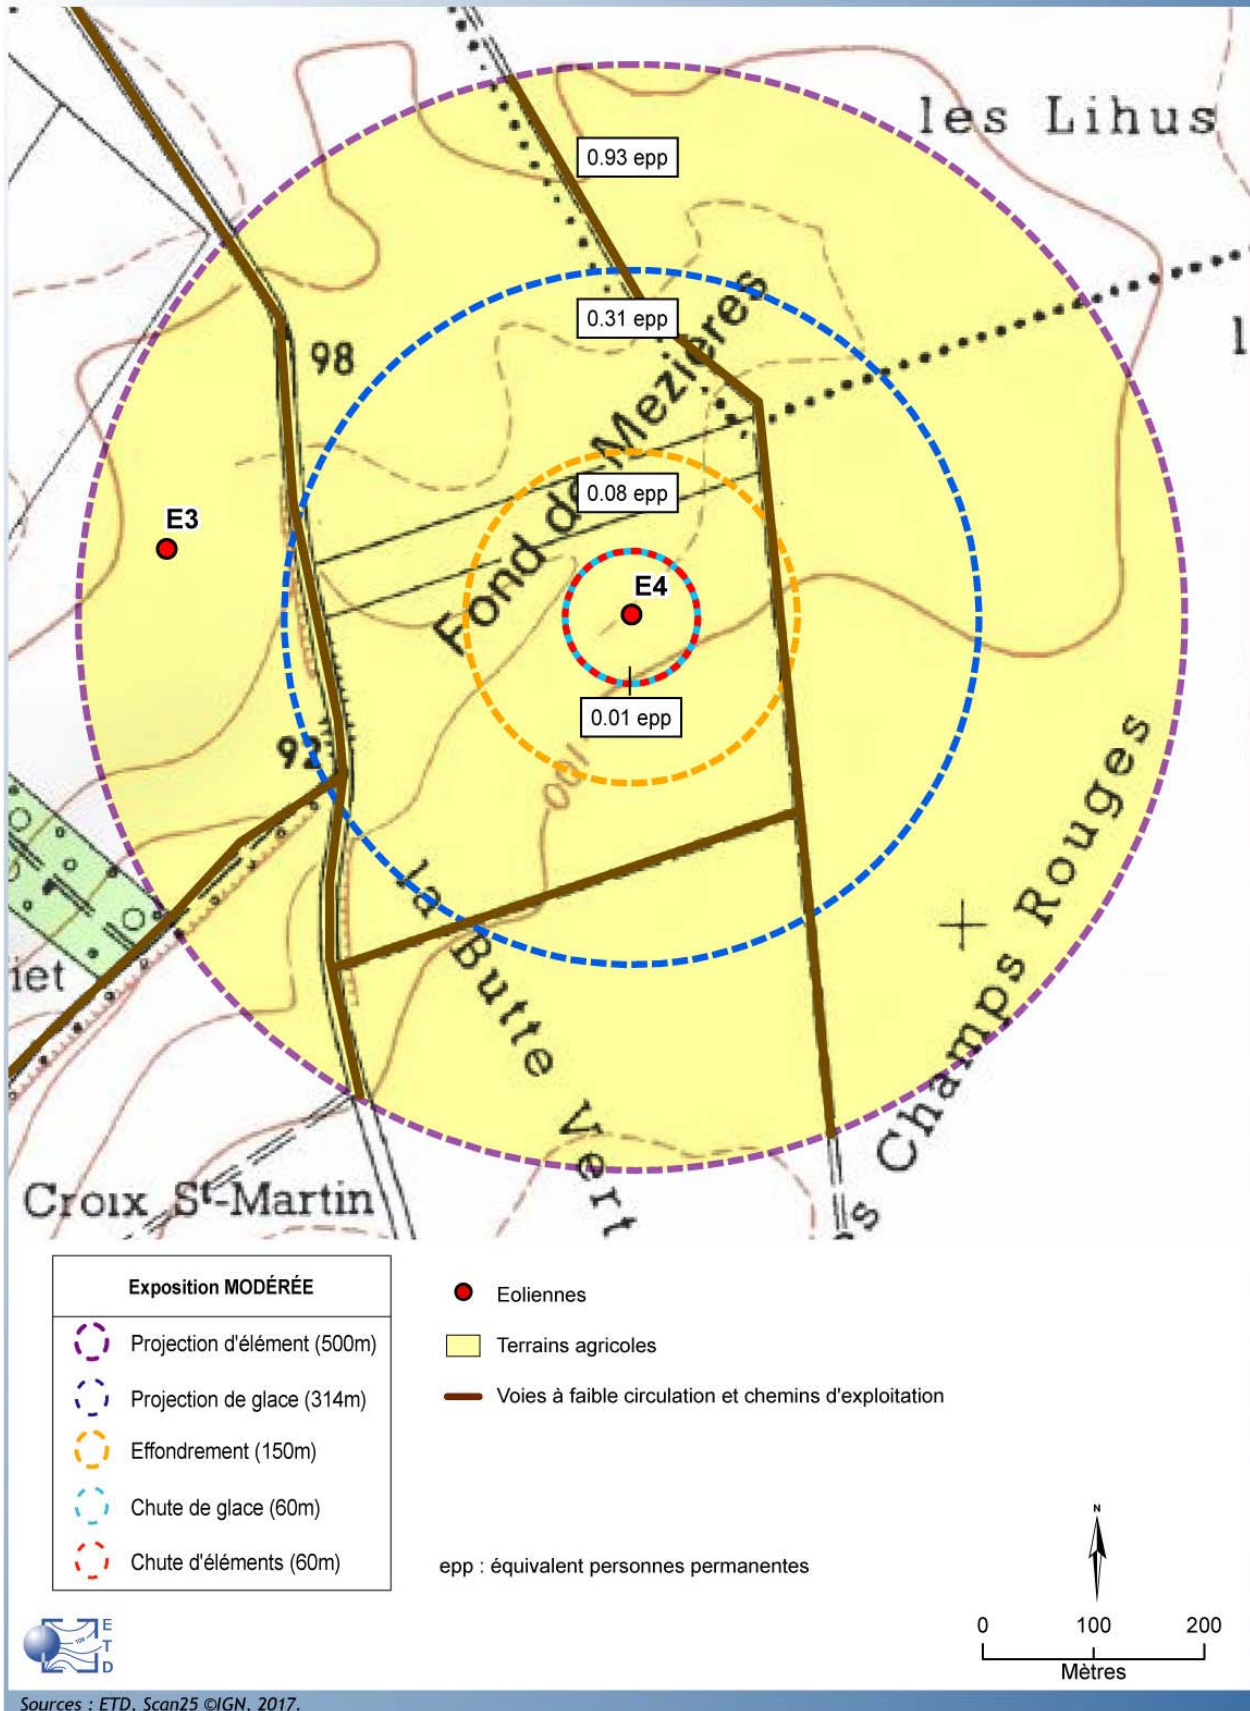 les Lihus
0.93 epp
0.31 epp
98
Fond de Mezières
0.08 epp
E3
E4
0.01 epp
92
100
la Butte Vert
s Champs Rouges
iet
Croix St-Martin
Exposition MODÉRÉE
Projection d'élément (500m)
Projection de glace (314m)
Effondrement (150m)
Chute de glace (60m)
Chute d'éléments (60m)
Eoliennes
Terrains agricoles
Voies à faible circulation et chemins d'exploitation
epp : équivalent personnes permanentes
N
0 100 200
Mètres
E
T
D
Sources : ETD, Scan25 ©IGN, 2017.